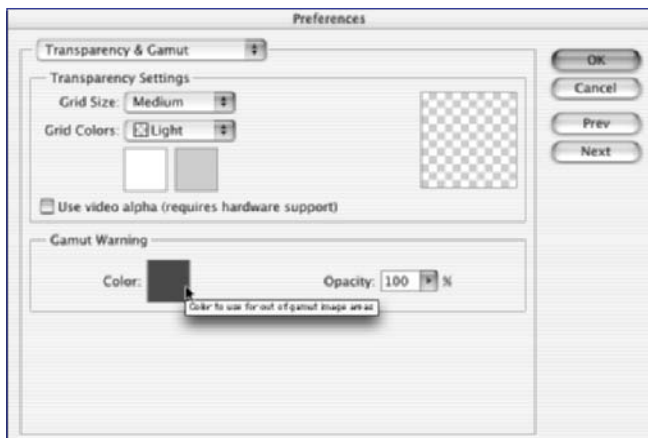 Preferences
Transparency & Gamut
OK
Cancel
Prev
Next
Transparency Settings
Grid Size: Medium
Grid Colors: Light
Use video alpha (requires hardware support)
Gamut Warning
Color:
Opacity: 100 %
Color to use for out of gamut image areas